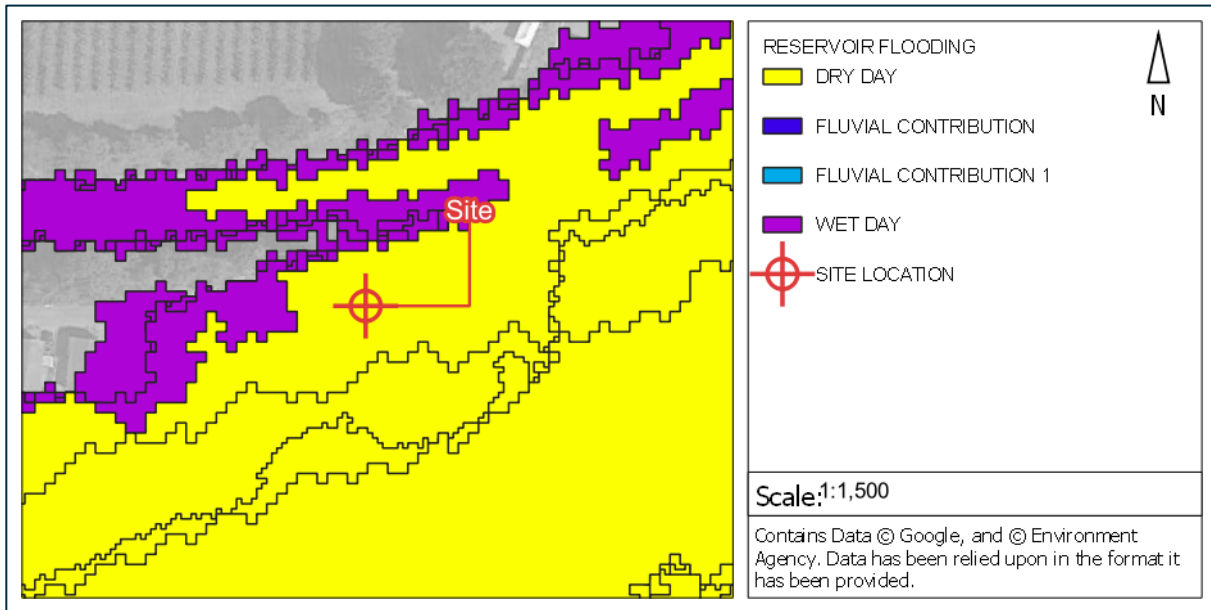 Site
RESERVOIR FLOODING
DRY DAY
FLUVIAL CONTRIBUTION
FLUVIAL CONTRIBUTION 1
WET DAY
SITE LOCATION
N
Scale:1:1,500
Contains Data © Google, and © Environment
Agency. Data has been relied upon in the format it
has been provided.